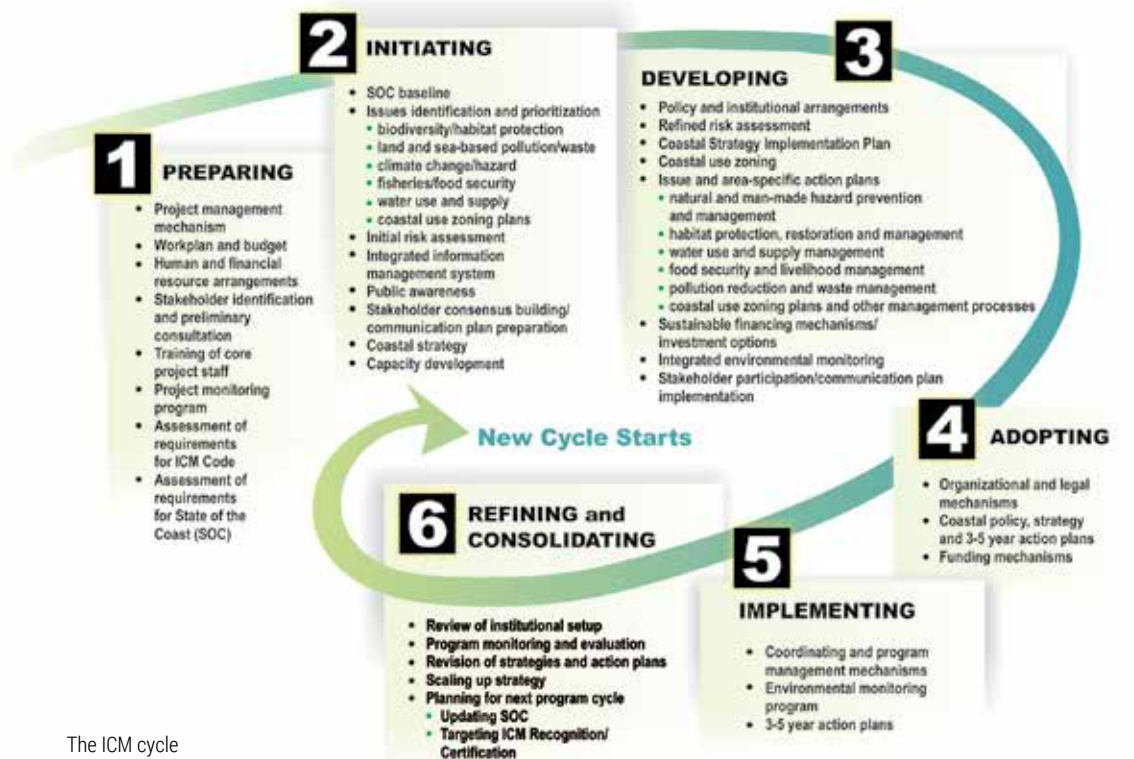 1
PREPARING
• Project management
mechanism
• Workplan and budget
• Human and financial
resource arrangements
• Stakeholder identification
and preliminary
consultation
• Training of core
project staff
• Project monitoring
program
• Assessment of
requirements
for ICM Code
• Assessment of
requirements
for State of the
Coast (SOC)
2
INITIATING
• SOC baseline
• Issues identification and prioritization
• biodiversity/habitat protection
• land and sea-based pollution/waste
• climate change/hazard
• fisheries/food security
• water use and supply
• coastal use zoning plans
• Initial risk assessment
• Integrated information
management system
• Public awareness
• Stakeholder consensus building/
communication plan preparation
• Coastal strategy
• Capacity development
3
DEVELOPING
• Policy and institutional arrangements
• Refined risk assessment
• Coastal Strategy Implementation Plan
• Coastal use zoning
• Issue and area-specific action plans
• natural and man-made hazard prevention
and management
• habitat protection, restoration and management
• water use and supply management
• food security and livelihood management
• pollution reduction and waste management
• coastal use zoning plans and other management processes
• Sustainable financing mechanisms/
investment options
• Integrated environmental monitoring
• Stakeholder participation/communication plan
implementation
4
ADOPTING
• Organizational and legal
mechanisms
• Coastal policy, strategy
and 3-5 year action plans
• Funding mechanisms
5
IMPLEMENTING
• Coordinating and program
management mechanisms
• Environmental monitoring
program
• 3-5 year action plans
6
REFINING and
CONSOLIDATING
• Review of institutional setup
• Program monitoring and evaluation
• Revision of strategies and action plans
• Scaling up strategy
• Planning for next program cycle
• Updating SOC
• Targeting ICM Recognition/
Certification
New Cycle Starts
The ICM cycle